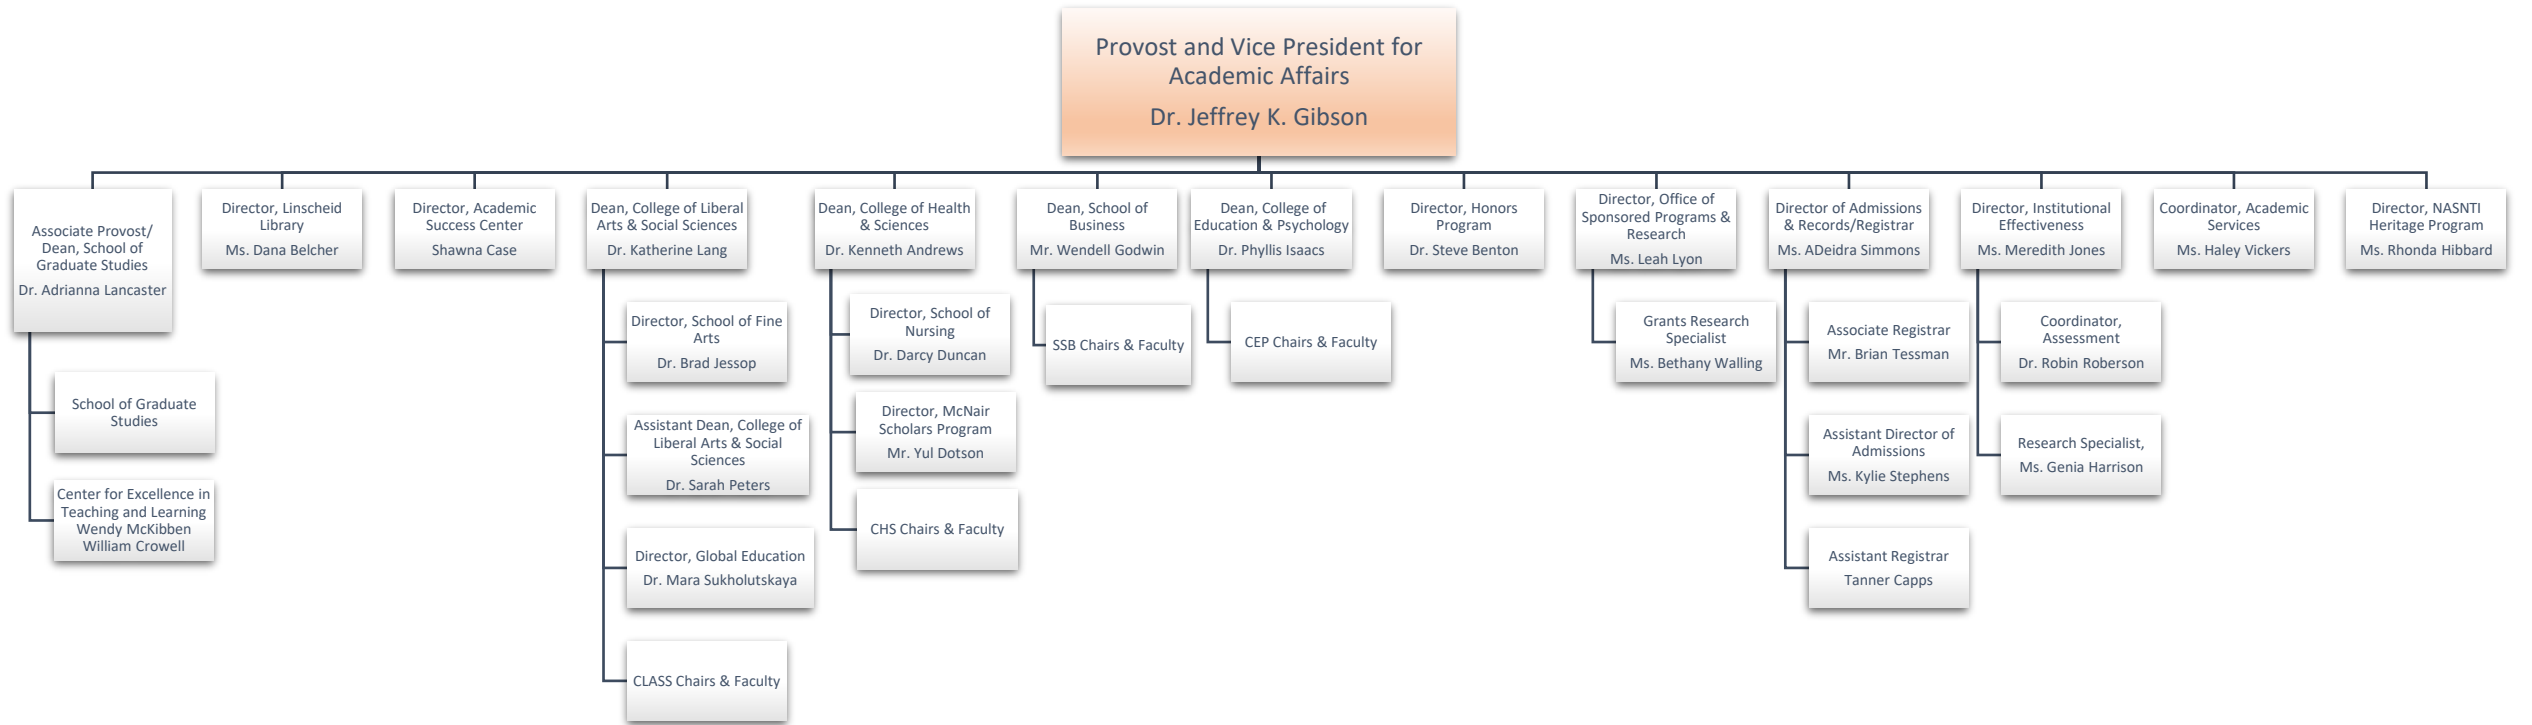 Provost and Vice President for
Academic Affairs
Dr. Jeffrey K. Gibson
Associate Provost/
Dean, School of
Graduate Studies
Dr. Adrianna Lancaster
School of Graduate
Studies
Center for Excellence in
Teaching and Learning
Wendy McKibben
William Crowell
Director, Linscheid
Library
Ms. Dana Belcher
Director, Academic
Success Center
Shawna Case
Dean, College of Liberal
Arts & Social Sciences
Dr. Katherine Lang
Director, School of Fine
Arts
Dr. Brad Jessop
Assistant Dean, College of
Liberal Arts & Social
Sciences
Dr. Sarah Peters
Director, Global Education
Dr. Mara Sukholutskaya
CLASS Chairs & Faculty
Dean, College of Health
& Sciences
Dr. Kenneth Andrews
Director, School of
Nursing
Dr. Darcy Duncan
Director, McNair
Scholars Program
Mr. Yul Dotson
CHS Chairs & Faculty
Dean, School of
Business
Mr. Wendell Godwin
SSB Chairs & Faculty
Dean, College of
Education & Psychology
Dr. Phyllis Isaacs
CEP Chairs & Faculty
Director, Honors
Program
Dr. Steve Benton
Director, Office of
Sponsored Programs &
Research
Ms. Leah Lyon
Grants Research
Specialist
Ms. Bethany Walling
Director of Admissions
& Records/Registrar
Ms. ADeidra Simmons
Associate Registrar
Mr. Brian Tessman
Assistant Director of
Admissions
Ms. Kylie Stephens
Assistant Registrar
Tanner Capps
Director, Institutional
Effectiveness
Ms. Meredith Jones
Coordinator,
Assessment
Dr. Robin Roberson
Research Specialist,
Ms. Genia Harrison
Coordinator, Academic
Services
Ms. Haley Vickers
Director, NASNTI
Heritage Program
Ms. Rhonda Hibbard